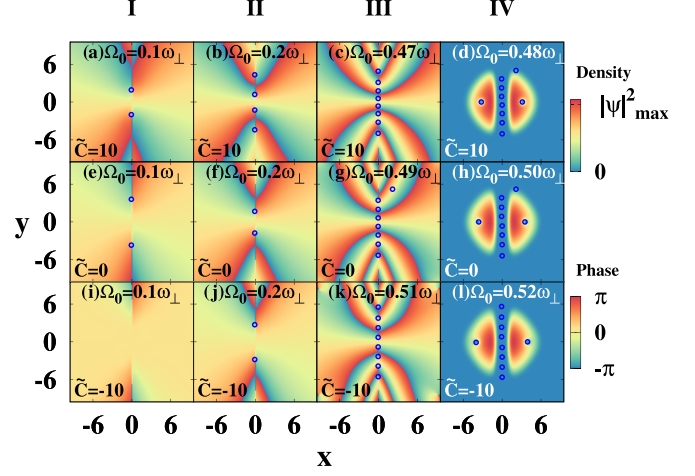 I II III IV
(a)Ω₀=0.1ω⊥ (b)Ω₀=0.2ω⊥ (c)Ω₀=0.47ω⊥ (d)Ω₀=0.48ω⊥
6
0
-6
C̃=10 C̃=10 C̃=10 C̃=10
Density
|ψ|²max
0
(e)Ω₀=0.1ω⊥ (f)Ω₀=0.2ω⊥ (g)Ω₀=0.49ω⊥ (h)Ω₀=0.50ω⊥
y
6
0
-6
C̃=0 C̃=0 C̃=0 C̃=0
(i)Ω₀=0.1ω⊥ (j)Ω₀=0.2ω⊥ (k)Ω₀=0.51ω⊥ (l)Ω₀=0.52ω⊥
6
0
-6
C̃=-10 C̃=-10 C̃=-10 C̃=-10
Phase
π
0
-π
-6 0 6 -6 0 6 -6 0 6 -6 0 6
x